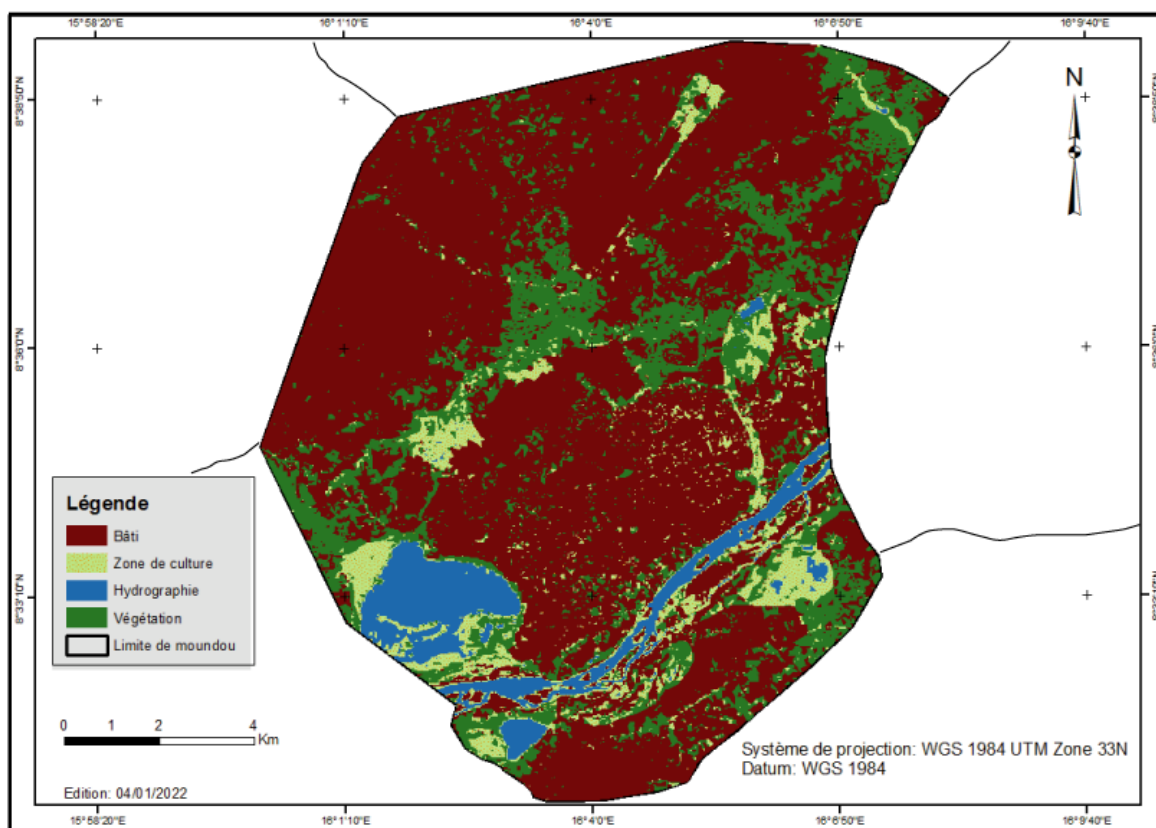 15°58'20"E 16°1'10"E 16°4'0"E 16°6'50"E 16°9'40"E
8°38'50"N
N
8°36'0"N
Légende
Bâti
Zone de culture
Hydrographie
Végétation
Limite de moundou
8°33'10"N
0 1 2 4
Km
Système de projection: WGS 1984 UTM Zone 33N
Datum: WGS 1984
Edition: 04/01/2022
15°58'20"E 16°1'10"E 16°4'0"E 16°6'50"E 16°9'40"E